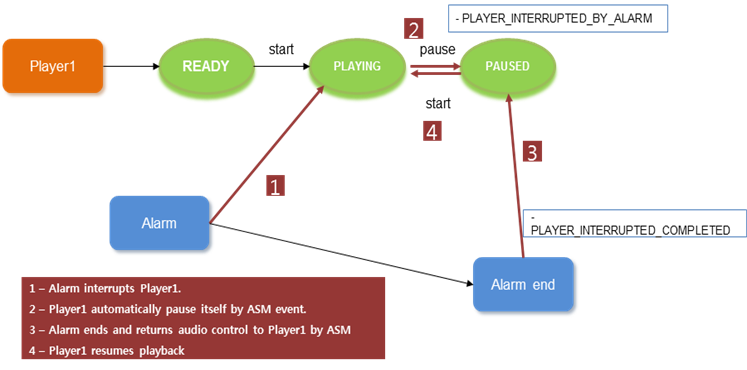 - PLAYER_INTERRUPTED_BY_ALARM
2
start
pause
Player1
READY
PLAYING
PAUSED
start
4
3
1
Alarm
-
PLAYER_INTERRUPTED_COMPLETED
Alarm end
1 – Alarm interrupts Player1.
2 – Player1 automatically pause itself by ASM event.
3 – Alarm ends and returns audio control to Player1 by ASM
4 – Player1 resumes playback